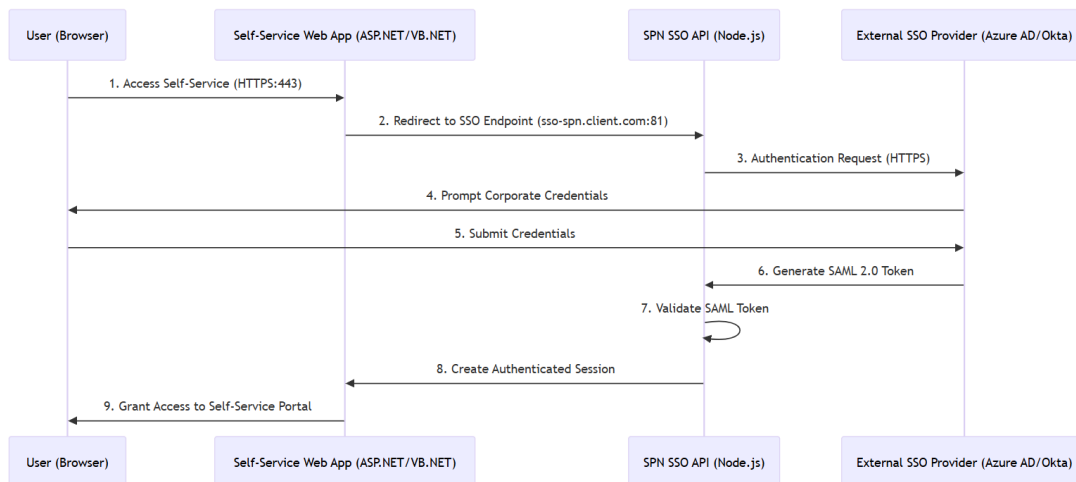 User (Browser)
Self-Service Web App (ASP.NET/VB.NET)
SPN SSO API (Node.js)
External SSO Provider (Azure AD/Okta)
1. Access Self-Service (HTTPS:443)
2. Redirect to SSO Endpoint (sso-spn.client.com:81)
3. Authentication Request (HTTPS)
4. Prompt Corporate Credentials
5. Submit Credentials
6. Generate SAML 2.0 Token
7. Validate SAML Token
8. Create Authenticated Session
9. Grant Access to Self-Service Portal
User (Browser)
Self-Service Web App (ASP.NET/VB.NET)
SPN SSO API (Node.js)
External SSO Provider (Azure AD/Okta)